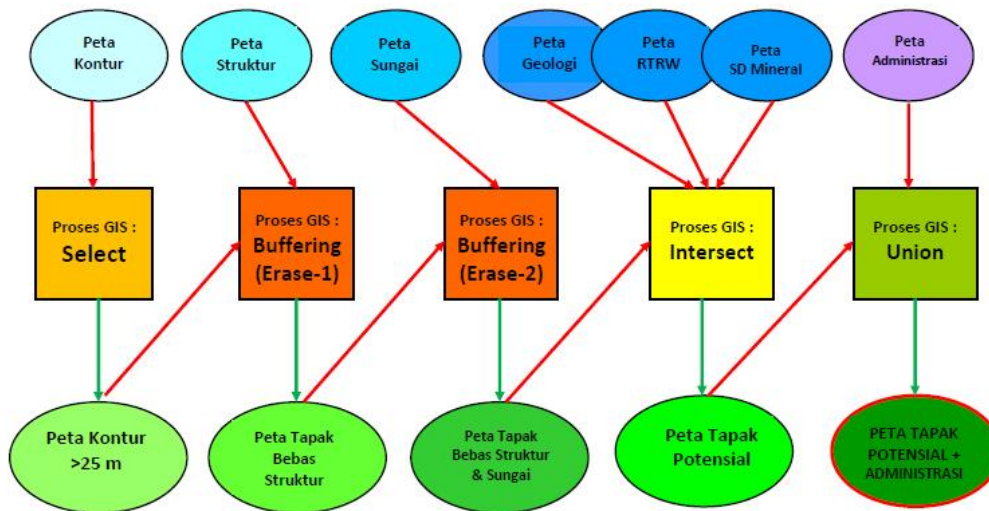 Peta
Kontur
Peta
Struktur
Peta
Sungai
Peta
Geologi
Peta
RTRW
Peta
SD Mineral
Peta
Administrasi
Proses GIS :
Select
Proses GIS :
Buffering
(Erase-1)
Proses GIS :
Buffering
(Erase-2)
Proses GIS :
Intersect
Proses GIS :
Union
Peta Kontur
>25 m
Peta Tapak
Bebas
Struktur
Peta Tapak
Bebas Struktur
& Sungai
Peta Tapak
Potensial
PETA TAPAK
POTENSIAL +
ADMINISTRASI